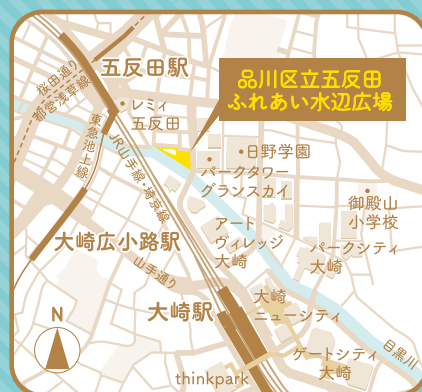 五反田駅
品川区立五反田
ふれあい水辺広場
桜田通り
都営浅草線
レミィ
五反田
東急池上線
JR山手線・埼京線
日野学園
パークタワー
グランスカイ
御殿山
小学校
アート
ヴィレッジ
大崎
パークシティ
大崎
大崎広小路駅
山手通り
大崎駅
大崎
ニューシティ
目黒川
ゲートシティ
大崎
thinkpark
N